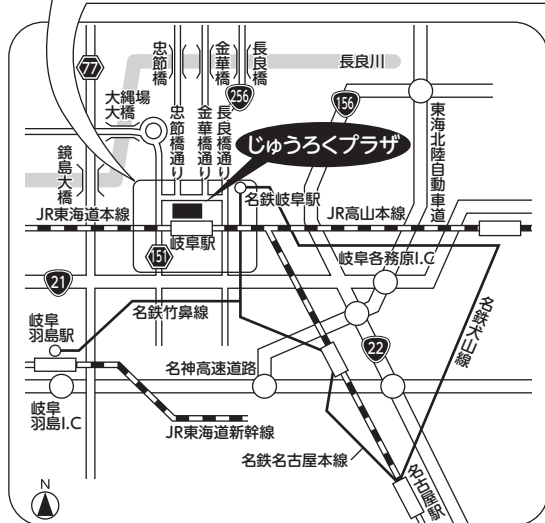 忠節橋
金華橋
長良橋
長良川
77
256
156
大縄場
大橋
忠節橋通り
金華橋通り
長良橋通り
東海北陸自動車道
じゅうろくプラザ
鏡島大橋
名鉄岐阜駅
JR東海道本線
JR高山本線
岐阜駅
151
岐阜各務原I.C
21
名鉄竹鼻線
名鉄犬山線
岐阜
羽島駅
22
名神高速道路
岐阜
羽島I.C
JR東海道新幹線
名鉄名古屋本線
名古屋駅
N